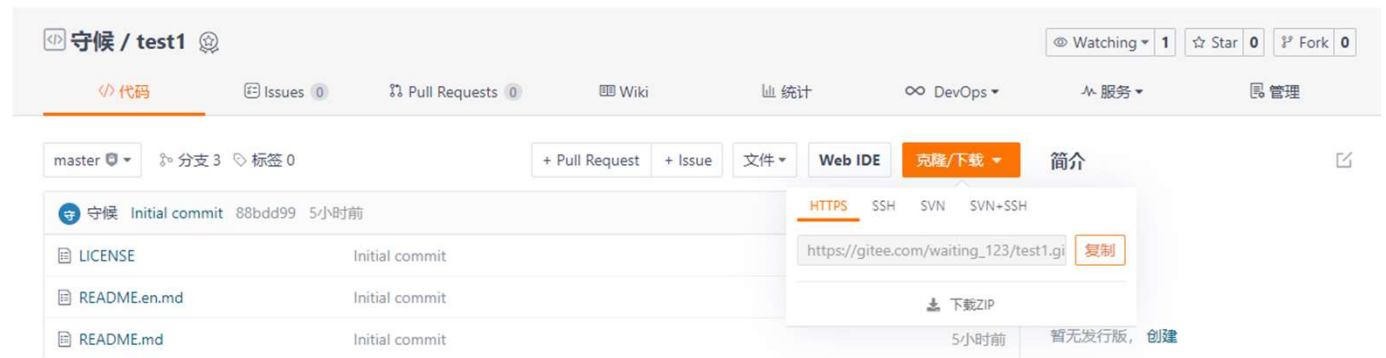 守候 / test1
Watching 1 Star 0 Fork 0
代码 Issues 0 Pull Requests 0 Wiki 统计 DevOps 服务 管理
master 分支 3 标签 0 + Pull Request + Issue 文件 Web IDE 克隆/下载 简介
守 守候 Initial commit 88bdd99 5小时前
HTTPS SSH SVN SVN+SSH
https://gitee.com/waiting_123/test1.gi 复制
LICENSE Initial commit
README.en.md Initial commit
下载ZIP
README.md Initial commit 5小时前
暂无发行版, 创建